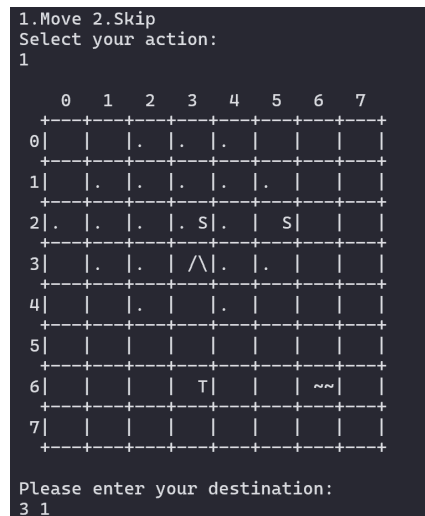 1.Move 2.Skip
Select your action:
1
    0   1   2   3   4   5   6   7
  +---+---+---+---+---+---+---+---+
 0|   |   |.  |.  |.  |   |   |   |
  +---+---+---+---+---+---+---+---+
 1|   |.  |.  |.  |.  |.  |   |   |
  +---+---+---+---+---+---+---+---+
 2|.  |.  |.  |. S|.  |  S|   |   |
  +---+---+---+---+---+---+---+---+
 3|   |.  |.  | /\|.  |.  |   |   |
  +---+---+---+---+---+---+---+---+
 4|   |   |.  |   |.  |   |   |   |
  +---+---+---+---+---+---+---+---+
 5|   |   |   |   |   |   |   |   |
  +---+---+---+---+---+---+---+---+
 6|   |   |   |  T|   |   | ~~|   |
  +---+---+---+---+---+---+---+---+
 7|   |   |   |   |   |   |   |   |
  +---+---+---+---+---+---+---+---+
Please enter your destination:
3 1